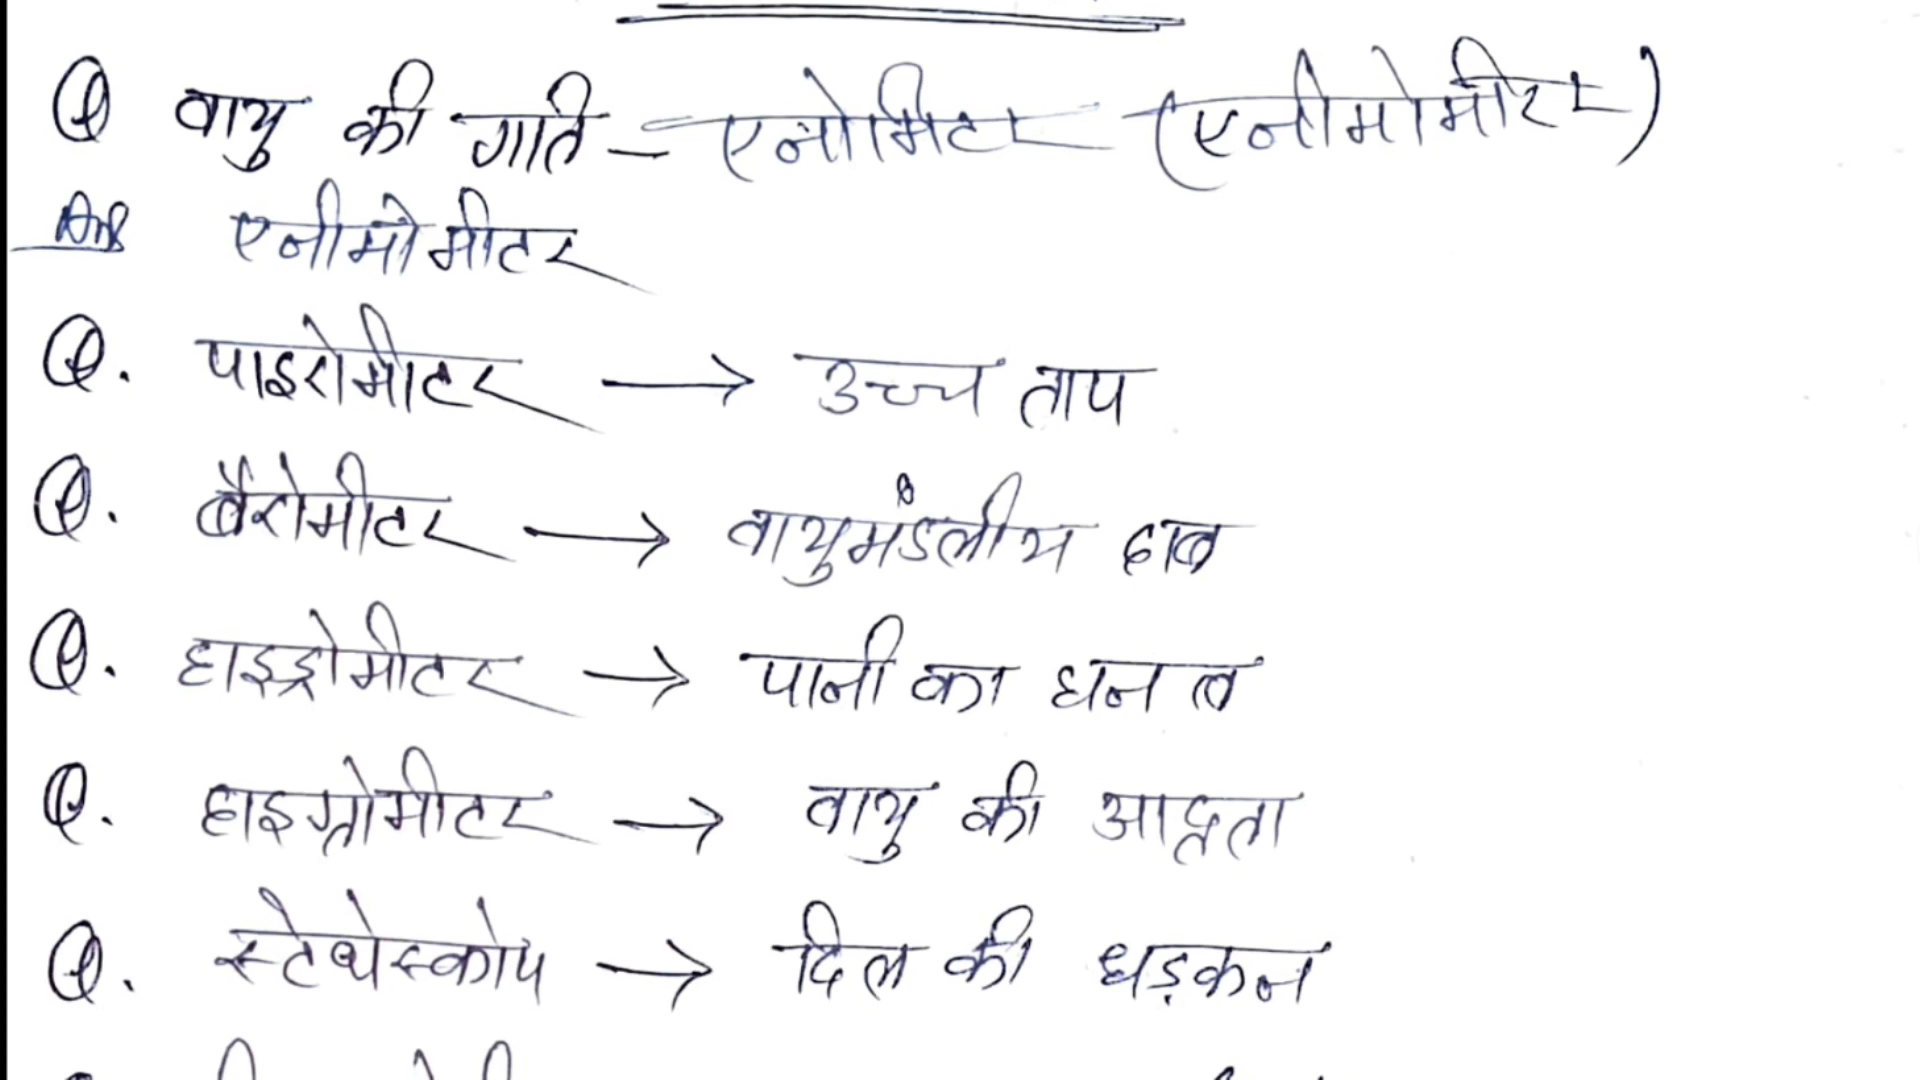 Q वायु की गति - एनोमिटर (एनीमोमीटर)
Ans एनीमोमीटर
Q. पाइरोमीटर → उच्च ताप
Q. बैरोमीटर → वायुमंडलीय दाब
Q. हाइड्रोमीटर → पानी का घनत्व
Q. हाइग्रोमीटर → वायु की आद्रता
Q. स्टेथेस्कोप → दिल की धड़कन